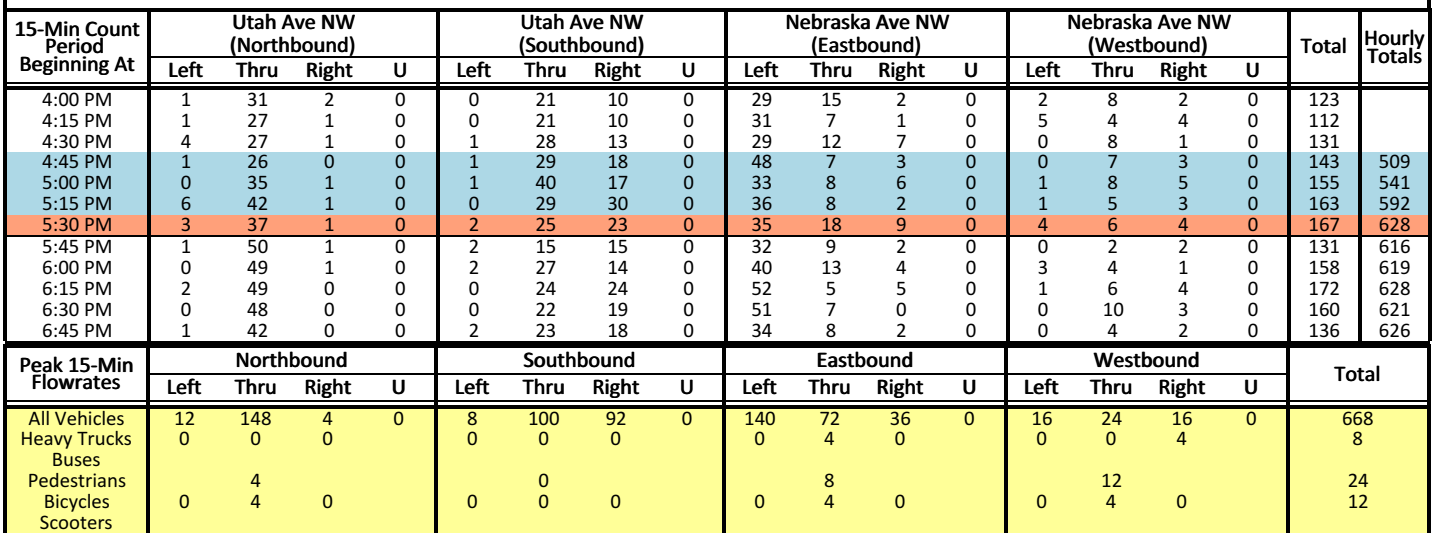 15-Min Count Period Beginning At | Utah Ave NW (Northbound) | Utah Ave NW (Southbound) | Nebraska Ave NW (Eastbound) | Nebraska Ave NW (Westbound) | Total | Hourly Totals
Left Thru Right U Left Thru Right U Left Thru Right U Left Thru Right U
4:00 PM 1 31 2 0 0 21 10 0 29 15 2 0 2 8 2 0 123
4:15 PM 1 27 1 0 0 21 10 0 31 7 1 0 5 4 4 0 112
4:30 PM 4 27 1 0 1 28 13 0 29 12 7 0 0 8 1 0 131
4:45 PM 1 26 0 0 1 29 18 0 48 7 3 0 0 7 3 0 143 509
5:00 PM 0 35 1 0 1 40 17 0 33 8 6 0 1 8 5 0 155 541
5:15 PM 6 42 1 0 0 29 30 0 36 8 2 0 1 5 3 0 163 592
5:30 PM 3 37 1 0 2 25 23 0 35 18 9 0 4 6 4 0 167 628
5:45 PM 1 50 1 0 2 15 15 0 32 9 2 0 0 2 2 0 131 616
6:00 PM 0 49 1 0 2 27 14 0 40 13 4 0 3 4 1 0 158 619
6:15 PM 2 49 0 0 0 24 24 0 52 5 5 0 1 6 4 0 172 628
6:30 PM 0 48 0 0 0 22 19 0 51 7 0 0 0 10 3 0 160 621
6:45 PM 1 42 0 0 2 23 18 0 34 8 2 0 0 4 2 0 136 626
Peak 15-Min Flowrates | Northbound | Southbound | Eastbound | Westbound | Total
Left Thru Right U Left Thru Right U Left Thru Right U Left Thru Right U
All Vehicles 12 148 4 0 8 100 92 0 140 72 36 0 16 24 16 0 668
Heavy Trucks 0 0 0 0 0 0 0 4 0 0 0 4 8
Buses
Pedestrians 4 0 8 12 24
Bicycles 0 4 0 0 0 0 0 4 0 0 4 0 12
Scooters